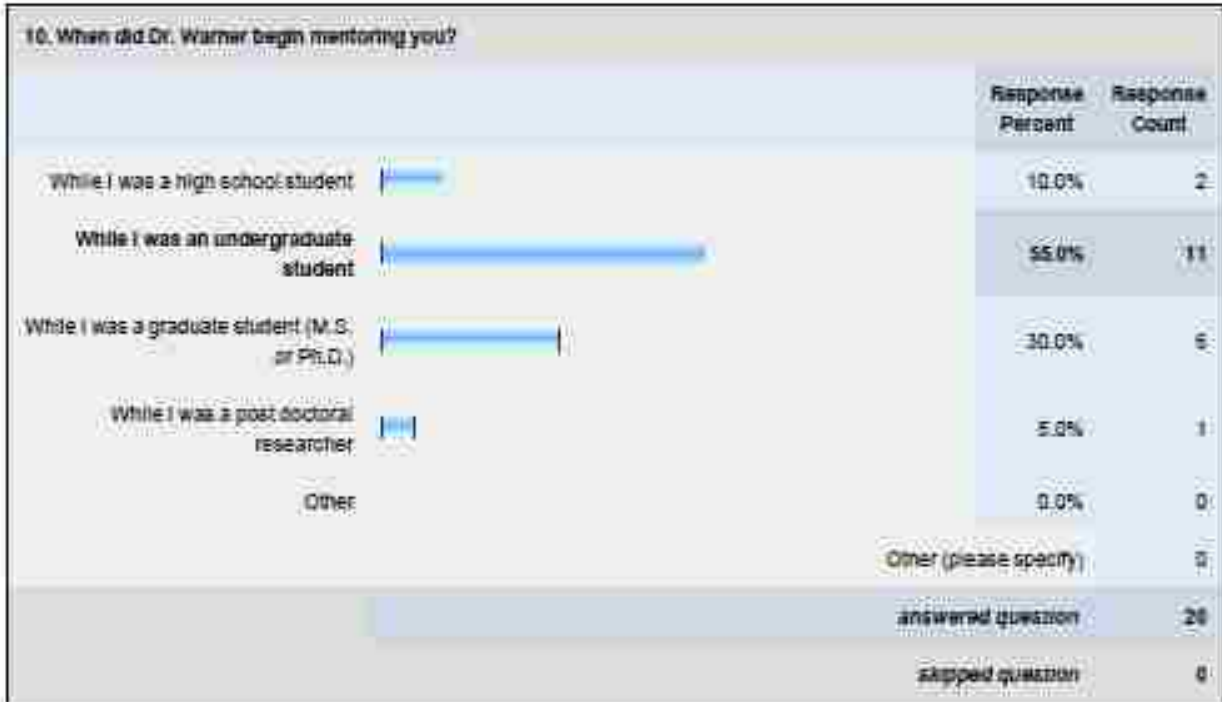 10. When did Dr. Warner begin mentoring you?
Response Percent Response Count
While I was a high school student 10.0% 2
While I was an undergraduate student 55.0% 11
While I was a graduate student (M.S. or Ph.D.) 30.0% 6
While I was a post doctoral researcher 5.0% 1
Other 0.0% 0
Other (please specify) 0
answered question 20
skipped question 0